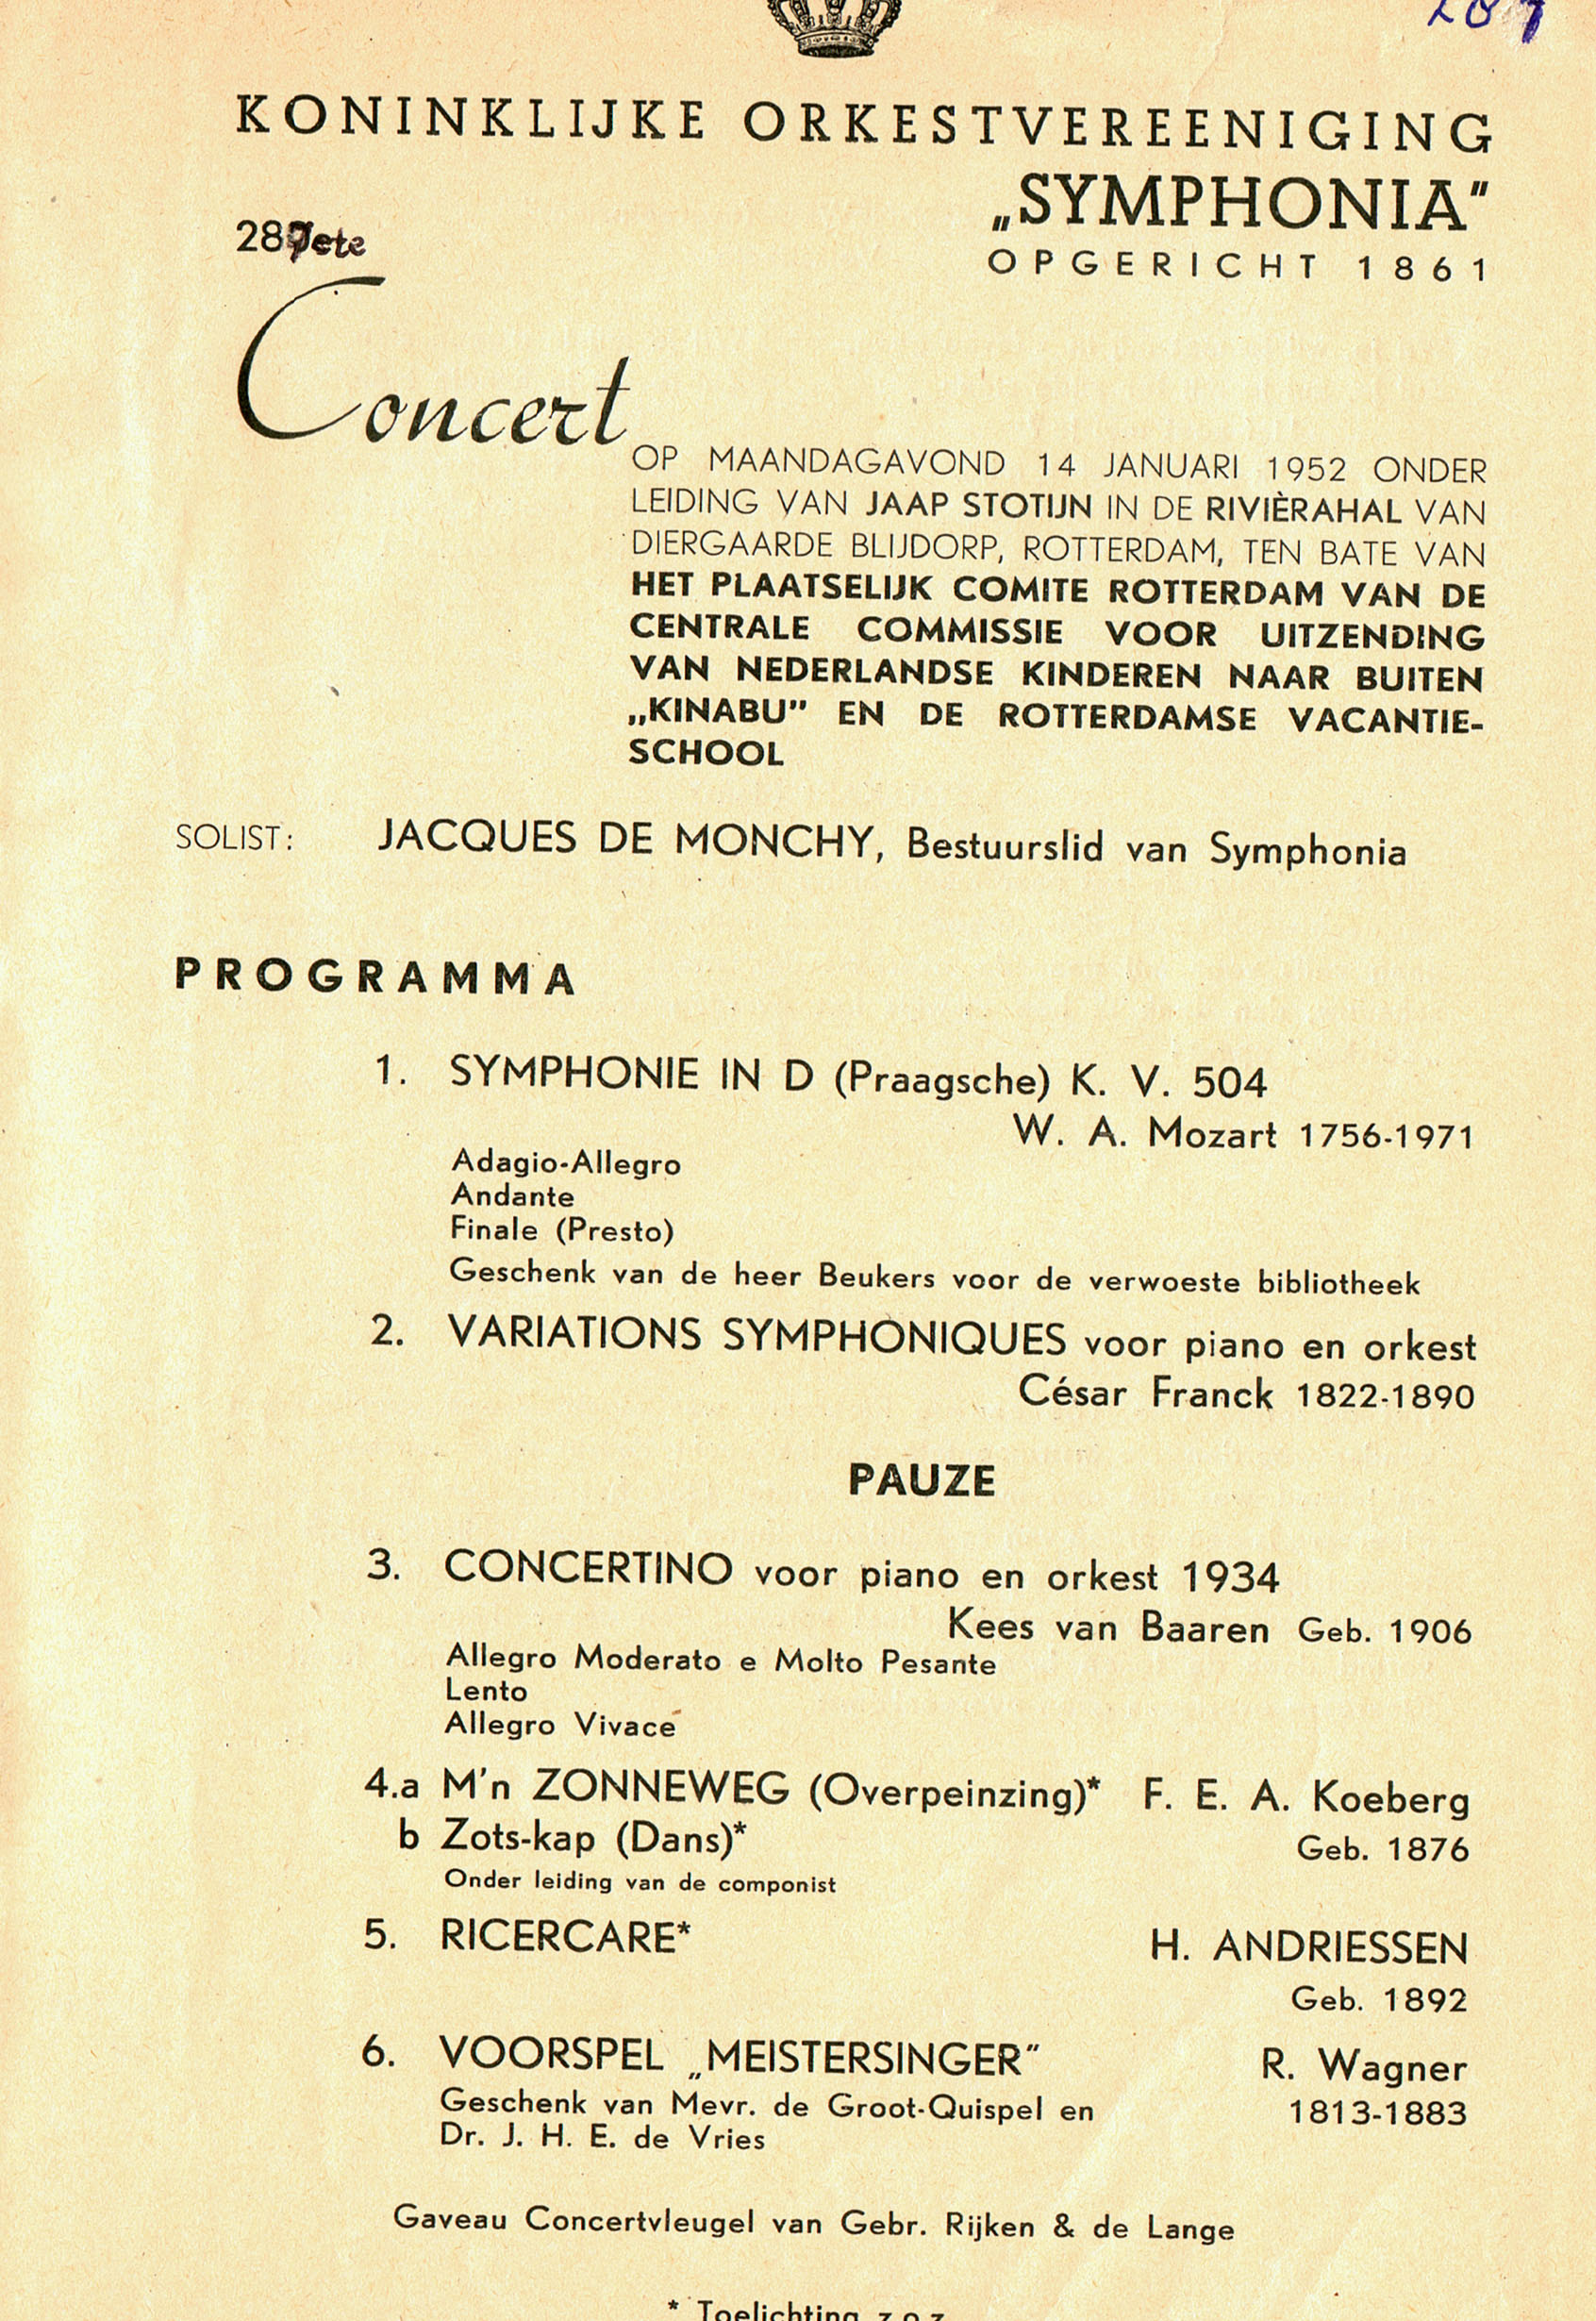 287
KONINKLIJKE ORKESTVEREENIGING
„SYMPHONIA"
287ete
OPGERICHT 1861
Concert
OP MAANDAGAVOND 14 JANUARI 1952 ONDER
LEIDING VAN JAAP STOTIJN IN DE RIVIÈRAHAL VAN
DIERGAARDE BLIJDORP, ROTTERDAM, TEN BATE VAN
HET PLAATSELIJK COMITE ROTTERDAM VAN DE
CENTRALE COMMISSIE VOOR UITZENDING
VAN NEDERLANDSE KINDEREN NAAR BUITEN
„KINABU" EN DE ROTTERDAMSE VACANTIE-
SCHOOL
SOLIST: JACQUES DE MONCHY, Bestuurslid van Symphonia
PROGRAMMA
1. SYMPHONIE IN D (Praagsche) K. V. 504
W. A. Mozart 1756-1971
Adagio-Allegro
Andante
Finale (Presto)
Geschenk van de heer Beukers voor de verwoeste bibliotheek
2. VARIATIONS SYMPHONIQUES voor piano en orkest
César Franck 1822-1890
PAUZE
3. CONCERTINO voor piano en orkest 1934
Kees van Baaren Geb. 1906
Allegro Moderato e Molto Pesante
Lento
Allegro Vivace
4.a M'n ZONNEWEG (Overpeinzing)* F. E. A. Koeberg
b Zots-kap (Dans)* Geb. 1876
Onder leiding van de componist
5. RICERCARE* H. ANDRIESSEN
Geb. 1892
6. VOORSPEL „MEISTERSINGER" R. Wagner
Geschenk van Mevr. de Groot-Quispel en 1813-1883
Dr. J. H. E. de Vries
Gaveau Concertvleugel van Gebr. Rijken & de Lange
* Toelichting z.o.z.